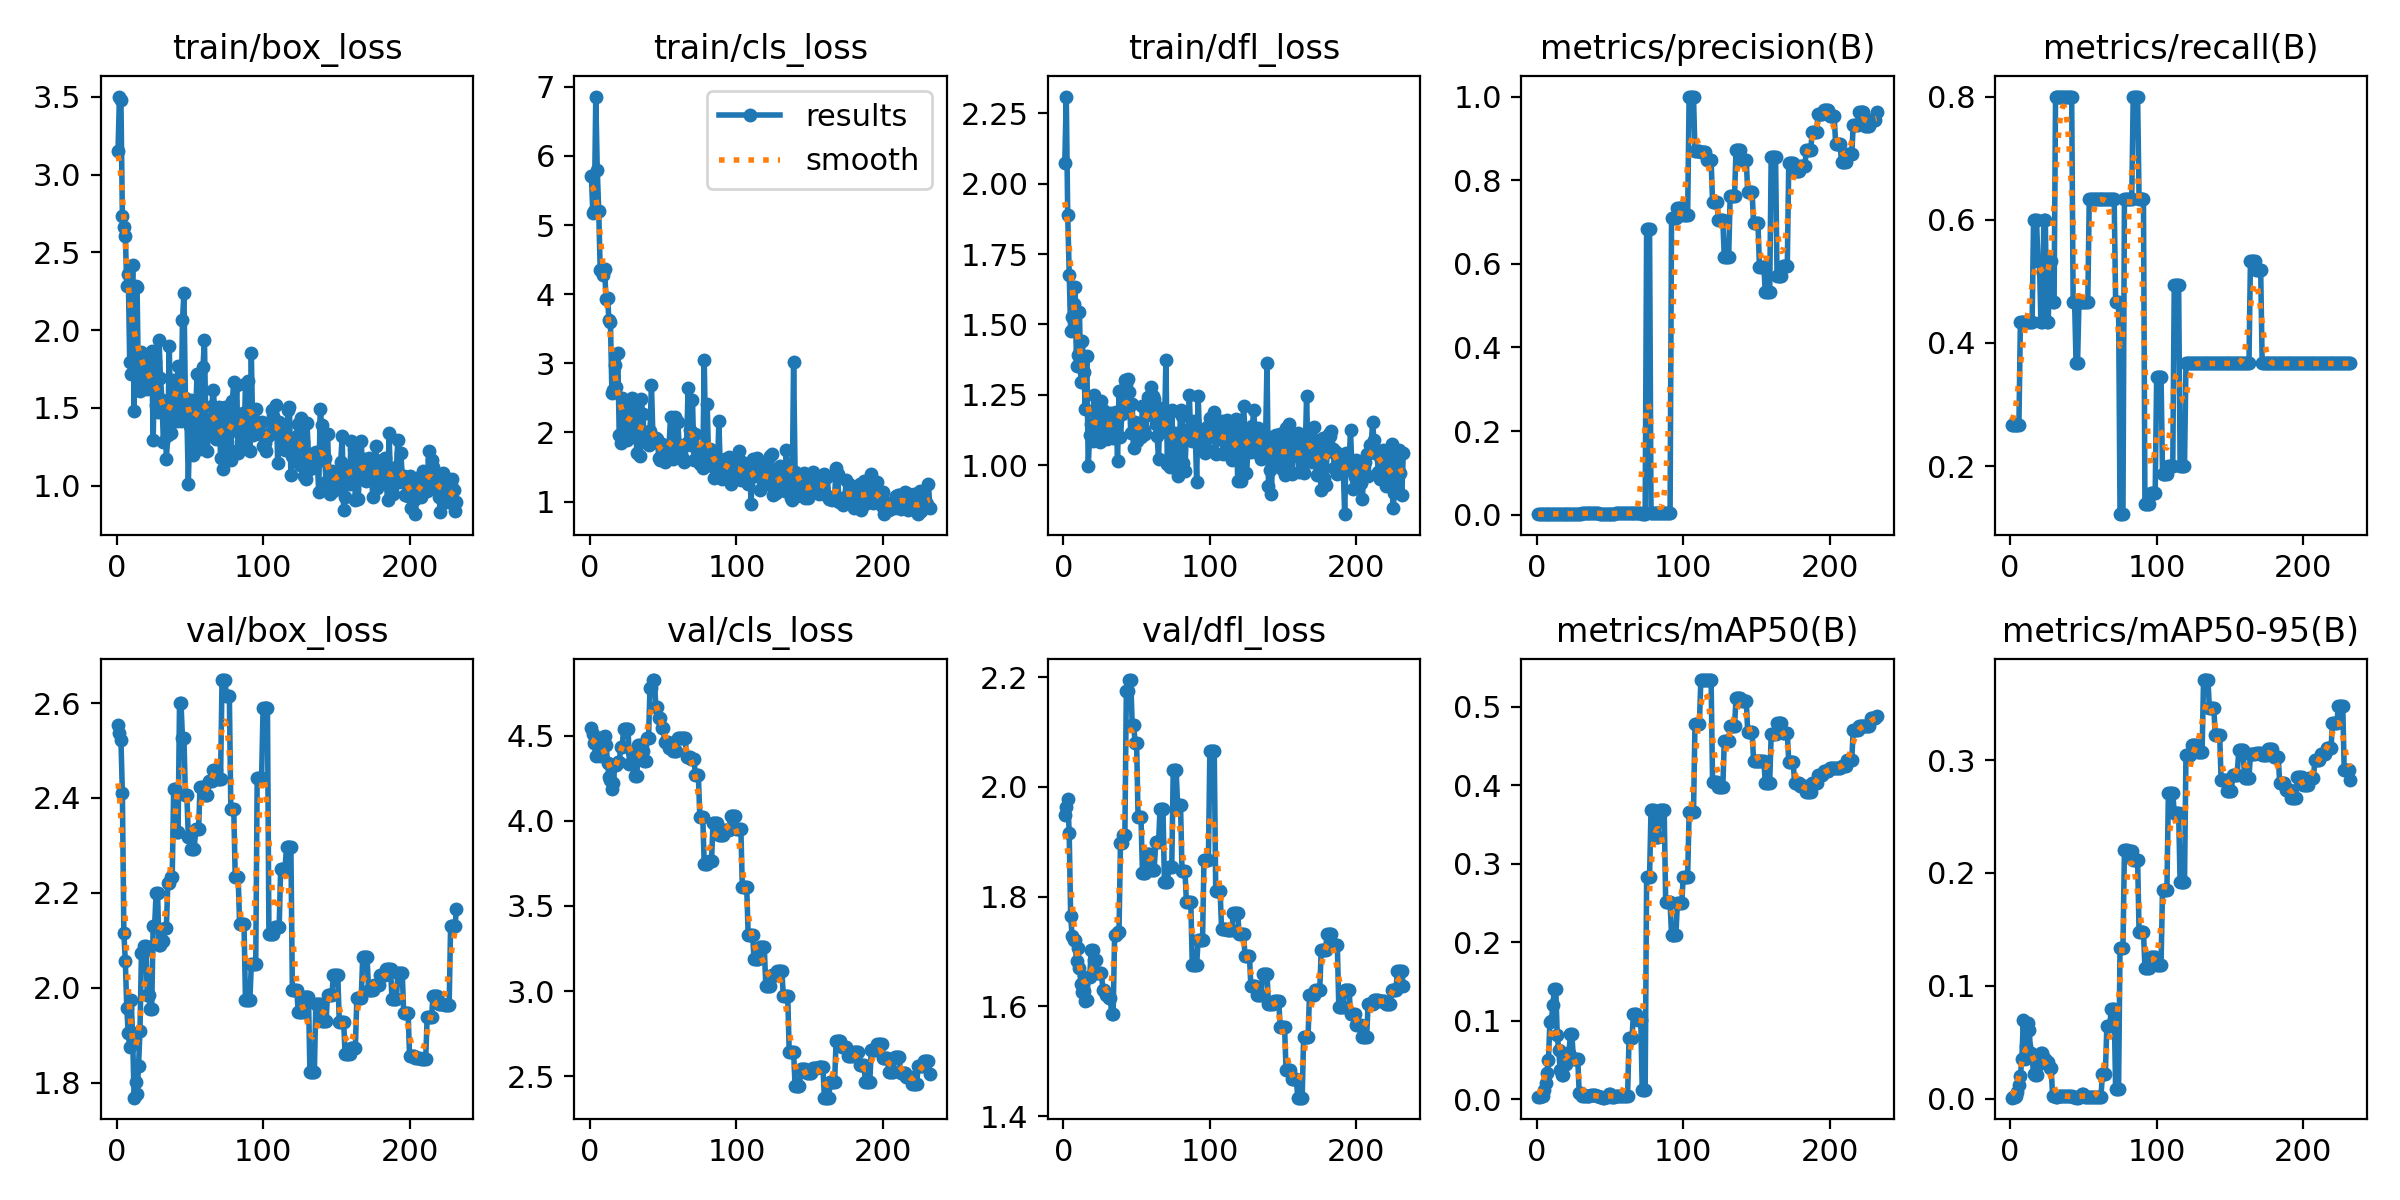 train/box_loss
3.5
3.0
2.5
2.0
1.5
1.0
0 100 200
train/cls_loss
results
smooth
7
6
5
4
3
2
1
0 100 200
train/dfl_loss
2.25
2.00
1.75
1.50
1.25
1.00
0 100 200
metrics/precision(B)
1.0
0.8
0.6
0.4
0.2
0.0
0 100 200
metrics/recall(B)
0.8
0.6
0.4
0.2
0 100 200
val/box_loss
2.6
2.4
2.2
2.0
1.8
0 100 200
val/cls_loss
4.5
4.0
3.5
3.0
2.5
0 100 200
val/dfl_loss
2.2
2.0
1.8
1.6
1.4
0 100 200
metrics/mAP50(B)
0.5
0.4
0.3
0.2
0.1
0.0
0 100 200
metrics/mAP50-95(B)
0.3
0.2
0.1
0.0
0 100 200